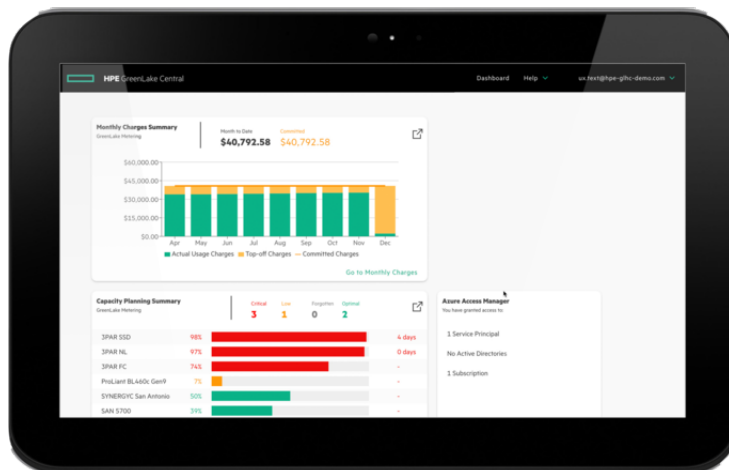 HPE GreenLake Central
Dashboard
Help
ux.text@hpe-glhc-demo.com
Monthly Charges Summary
GreenLake Metering
Month to Date
$40,792.58
Committed
$40,792.58
$60,000.00
$45,000.00
$30,000.00
$15,000.00
$0.00
Apr May Jun Jul Aug Sep Oct Nov Dec
Actual Usage Charges Top-off Charges Committed Charges
Go to Monthly Charges
Capacity Planning Summary
GreenLake Metering
Critical
3
Low
1
Forgotten
0
Optimal
2
3PAR SSD 98% 4 days
3PAR NL 97% 0 days
3PAR FC 74% -
ProLiant BL460c Gen9 7% -
SYNERGYC San Antonio 50% -
SAN 5700 39% -
Azure Access Manager
You have granted access to
1 Service Principal
No Active Directories
1 Subscription